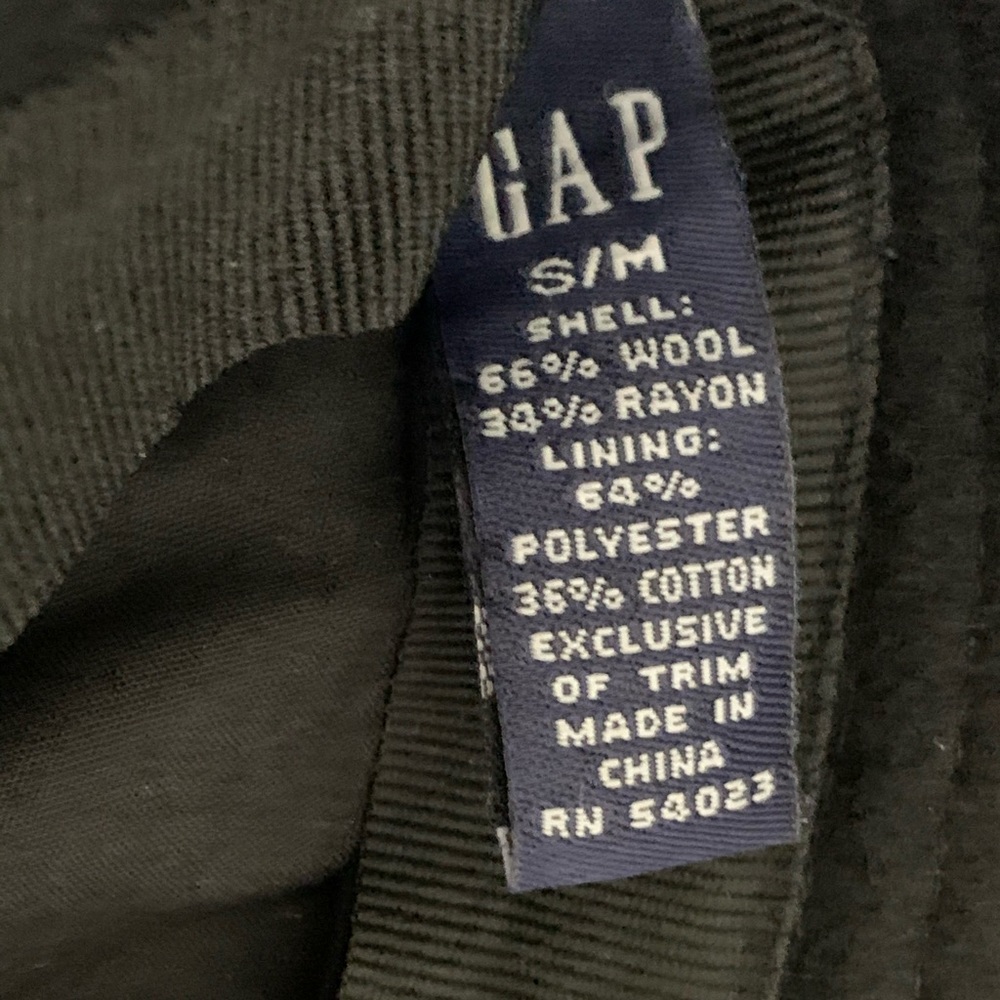 GAP
S/M
SHELL:
66% WOOL
34% RAYON
LINING:
64%
POLYESTER
36% COTTON
EXCLUSIVE
OF TRIM
MADE IN
CHINA
RN 54023